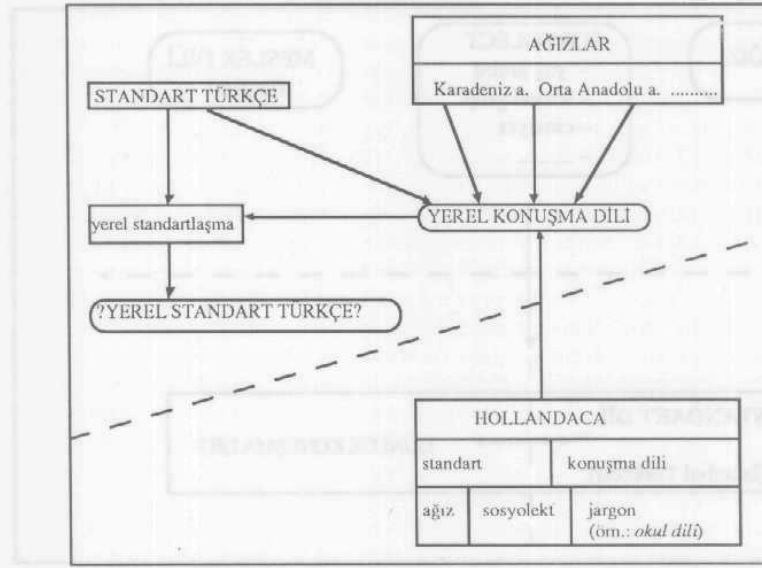 AĞIZLAR
Karadeniz a. Orta Anadolu a. ..........
STANDART TÜRKÇE
yerel standartlaşma
YEREL KONUŞMA DİLİ
?YEREL STANDART TÜRKÇE?
HOLLANDACA
standart konuşma dili
ağız sosyolekt jargon
(örn.: okul dili)